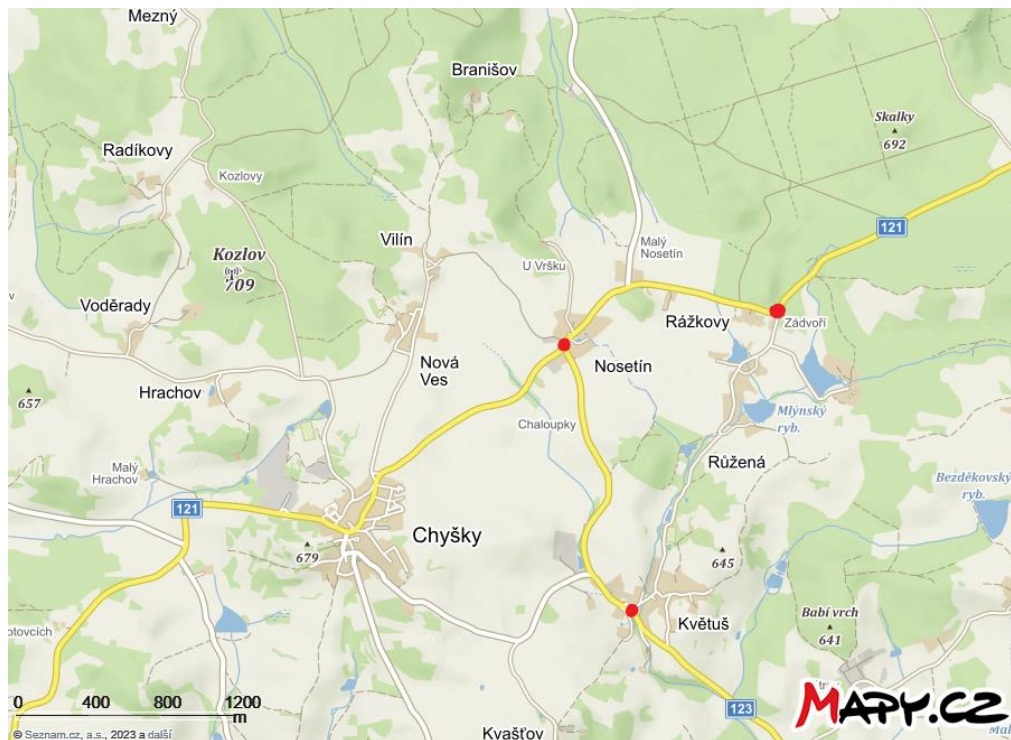 Mezný
Branišov
Skalky
692
Radíkovy
Kozlovy
121
Vilín
Malý
Nosetín
Kozlov
709
U Vršku
Voděrady
Rážkovy
Zádvoří
Nová
Ves
Nosetín
Hrachov
657
Chaloupky
Mlýnský
ryb.
Malý
Hrachov
Růžená
Bezděkovský
ryb.
121
Chyšky
679
645
Babí vrch
641
Květuš
otovcích
0 400 800 1200
m
123
MAPY.CZ
Kvašťov
© Seznam.cz, a.s., 2023 a další